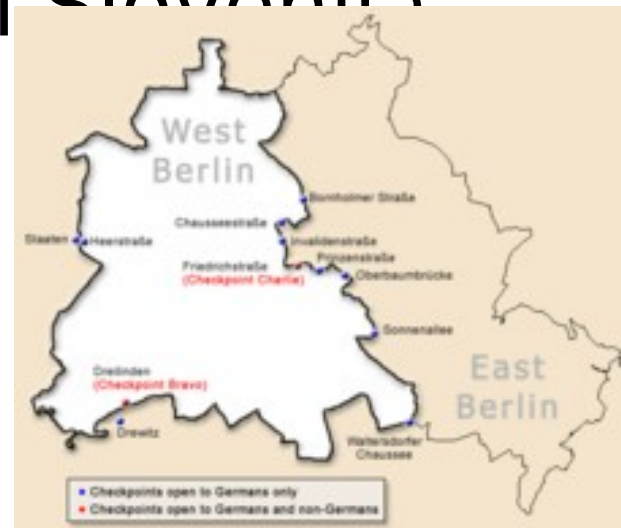 West
Berlin
Bornholmer Straße
Chausseestraße
Staaten
Heerstraße
Invalidenstraße
Prinzenstraße
Friedrichstraße
(Checkpoint Charlie)
Oberbaumbrücke
Sonnenallee
Dreilinden
(Checkpoint Bravo)
East
Berlin
Drewitz
Waltersdorfer
Chaussee
Checkpoints open to Germans only
Checkpoints open to Germans and non-Germans